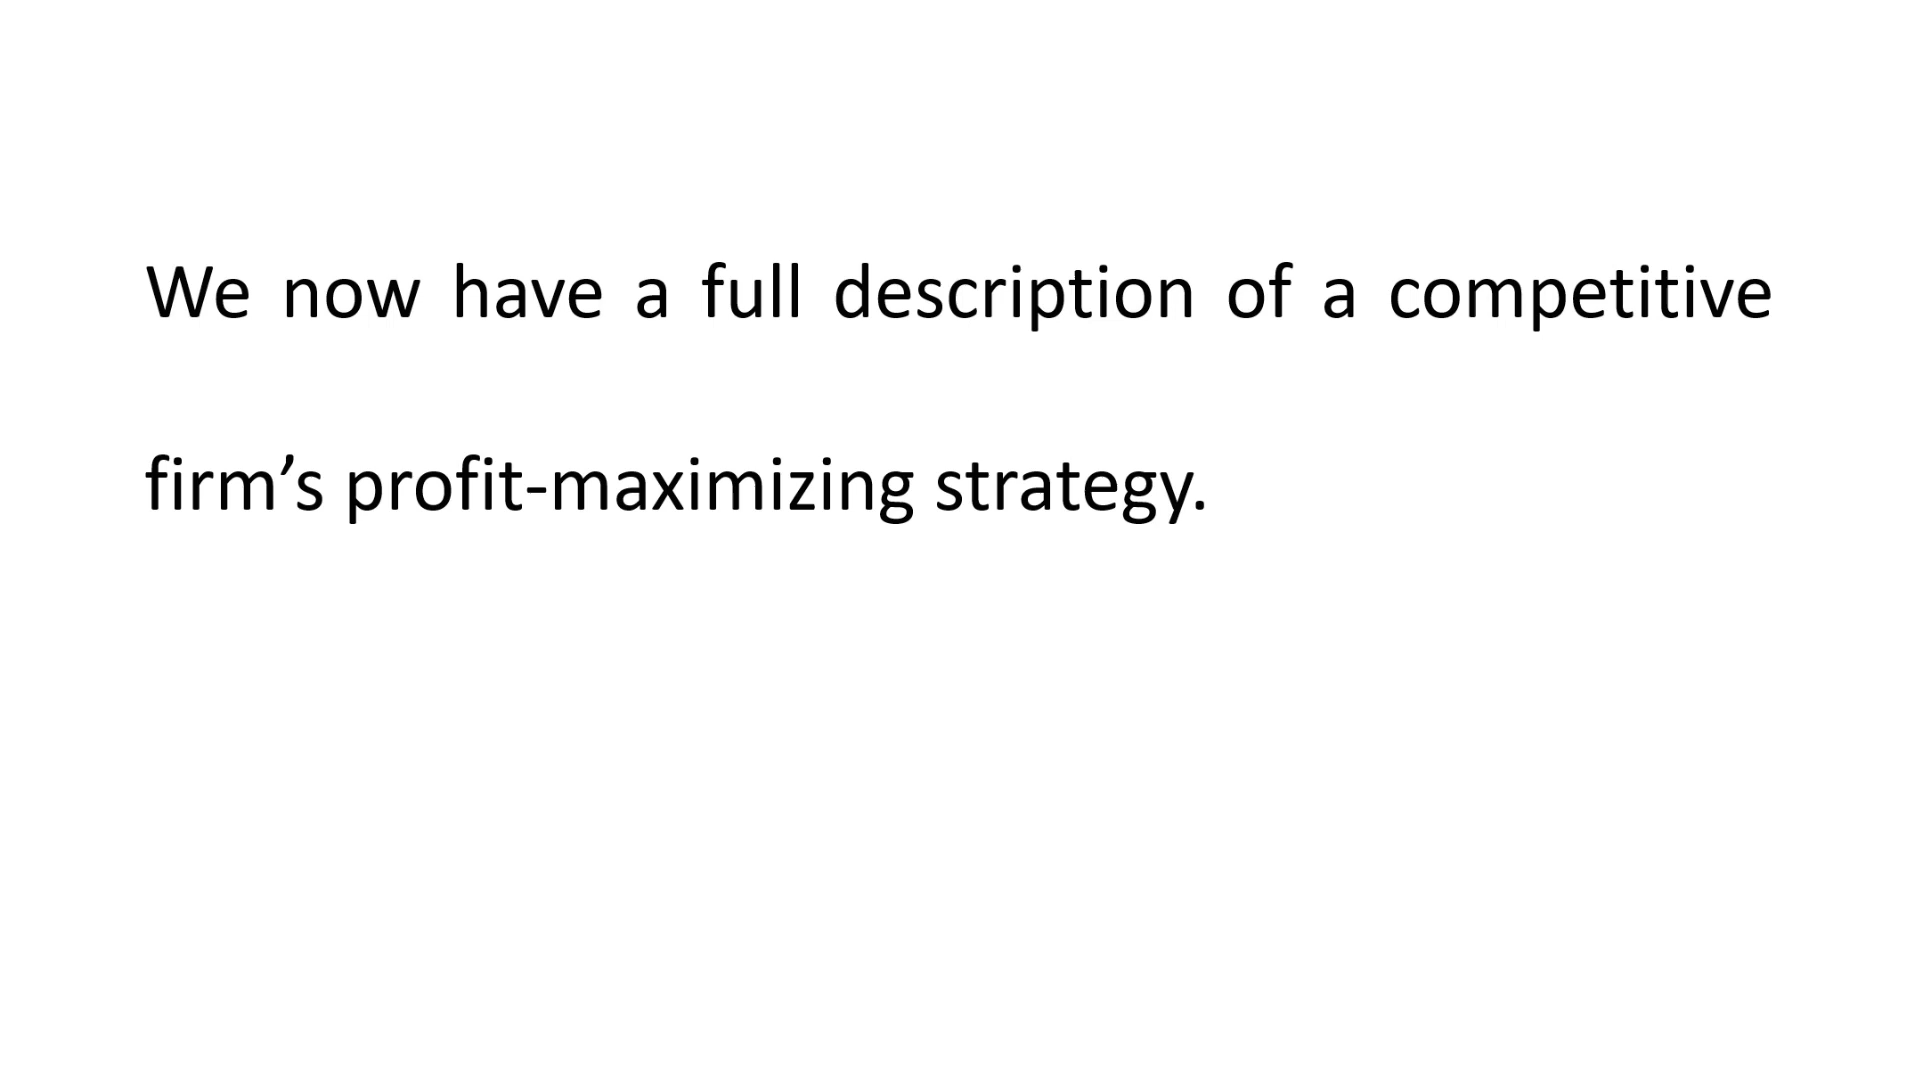 We now have a full description of a competitive
firm’s profit-maximizing strategy.